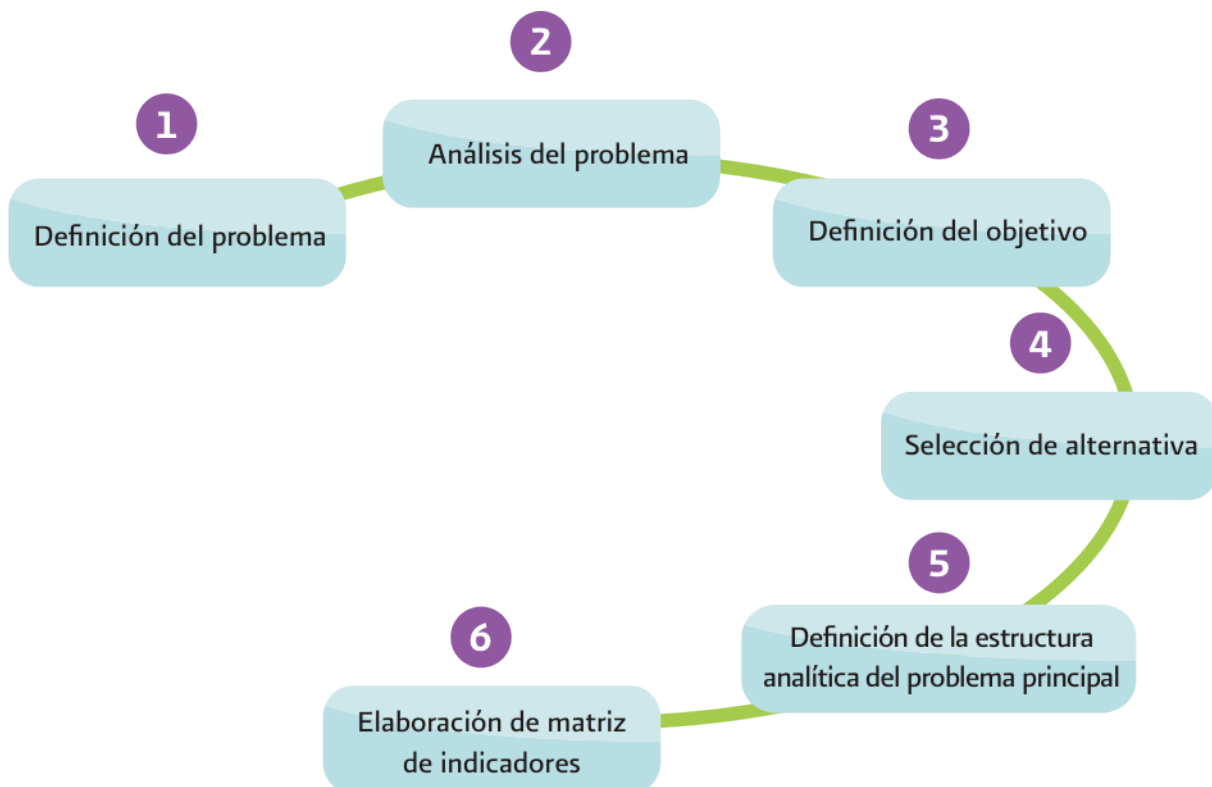 1
Definición del problema
2
Análisis del problema
3
Definición del objetivo
4
Selección de alternativa
5
Definición de la estructura
analítica del problema principal
6
Elaboración de matriz
de indicadores